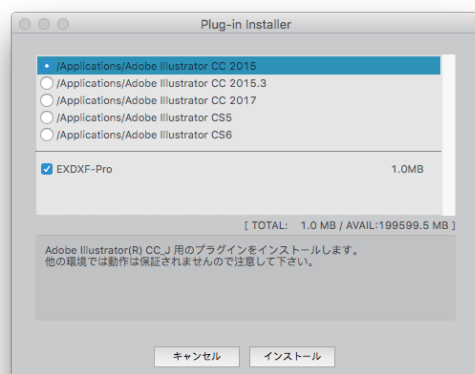 Plug-in Installer
/Applications/Adobe Illustrator CC 2015
/Applications/Adobe Illustrator CC 2015.3
/Applications/Adobe Illustrator CC 2017
/Applications/Adobe Illustrator CS5
/Applications/Adobe Illustrator CS6
EXDXF-Pro 1.0MB
[ TOTAL: 1.0 MB / AVAIL:199599.5 MB ]
Adobe Illustrator(R) CC_J 用のプラグインをインストールします。
他の環境では動作は保証されませんので注意して下さい。
キャンセル インストール